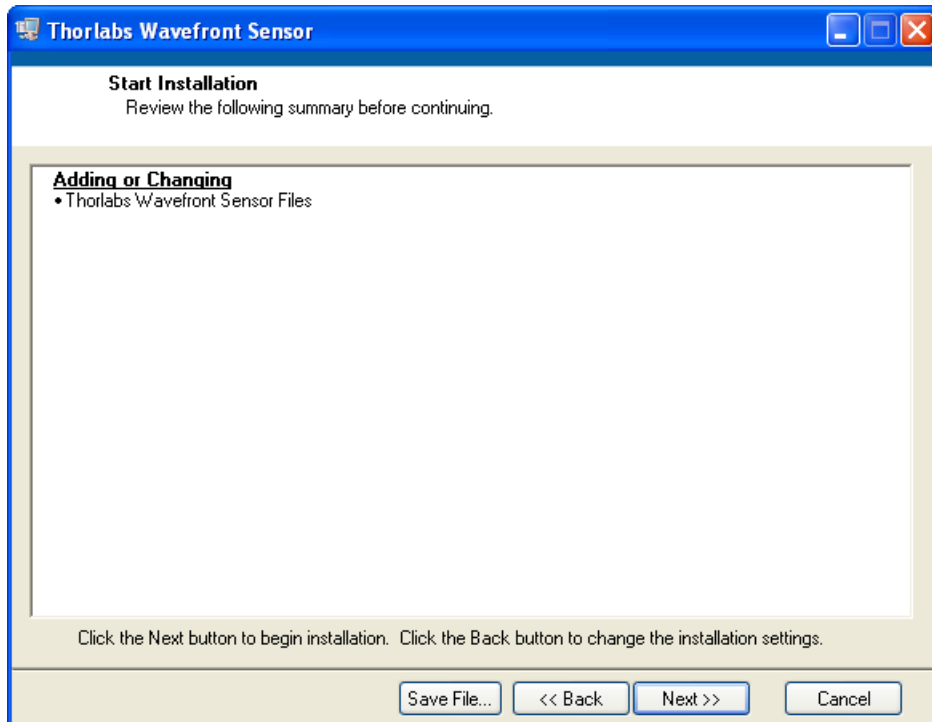 Thorlabs Wavefront Sensor
Start Installation
Review the following summary before continuing.
Adding or Changing
• Thorlabs Wavefront Sensor Files
Click the Next button to begin installation.  Click the Back button to change the installation settings.
Save File... << Back Next >> Cancel